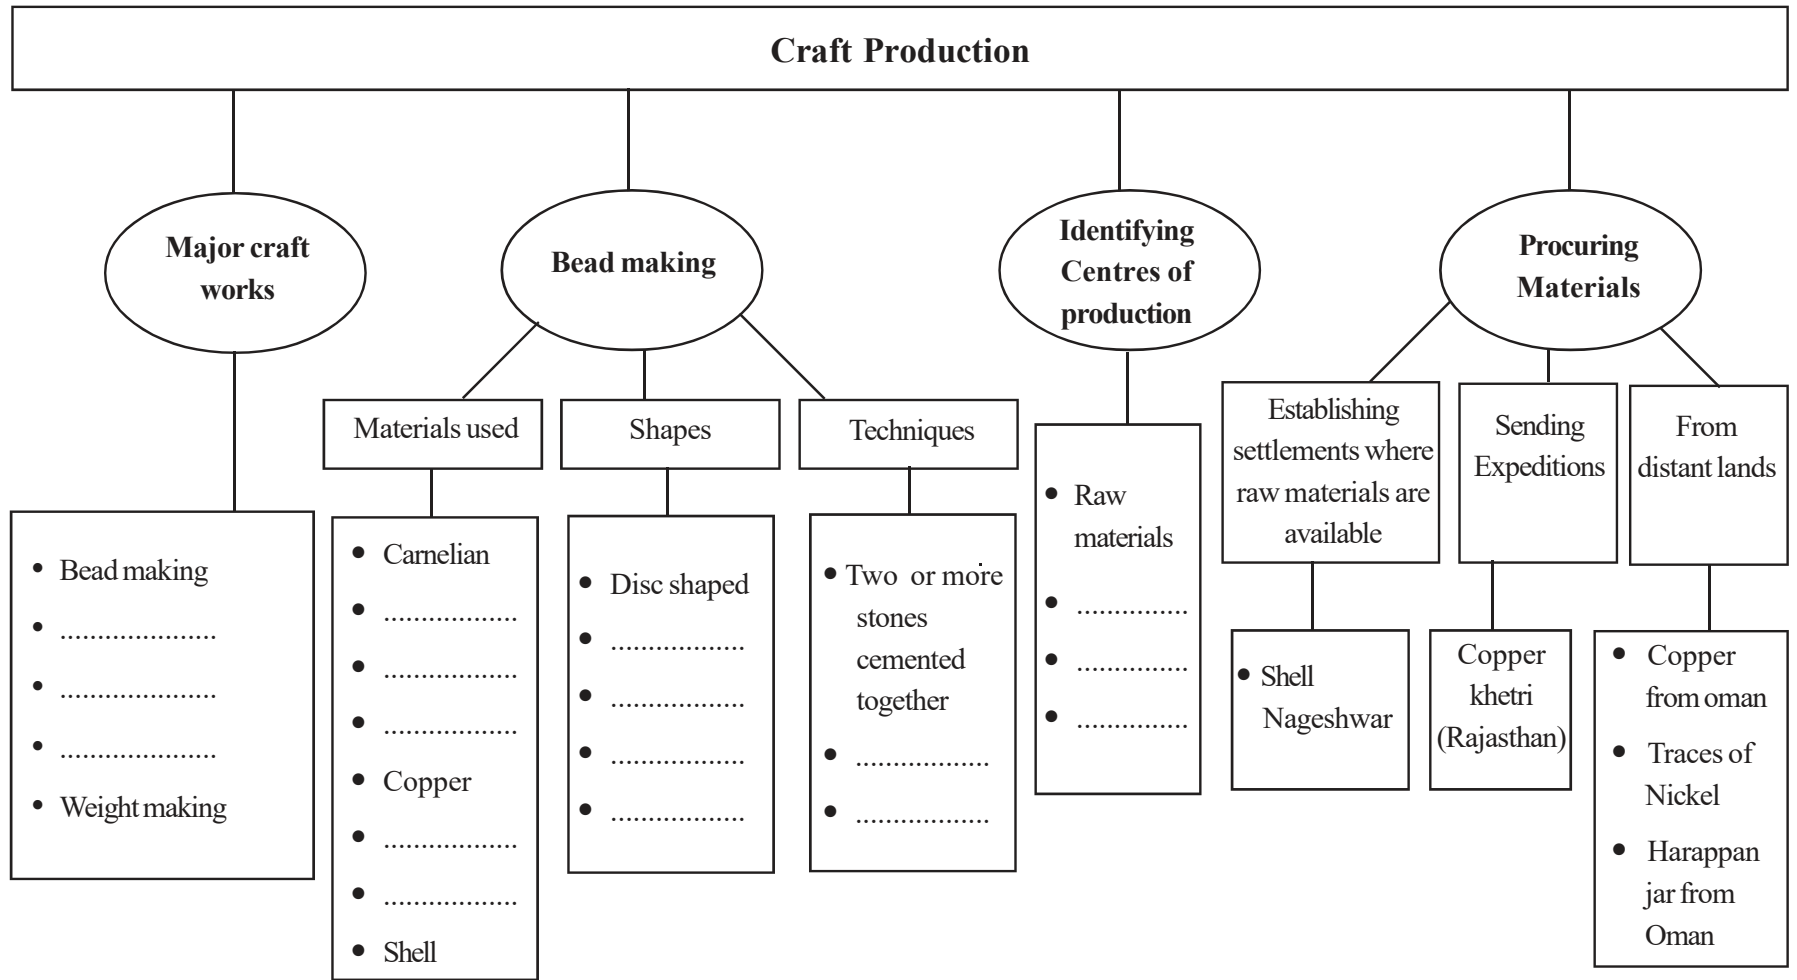 Craft Production
Major craft
works
Bead making
Identifying
Centres of
production
Procuring
Materials
Materials used
Shapes
Techniques
Establishing
settlements where
raw materials are
available
Sending
Expeditions
From
distant lands
• Bead making
• .....................
• .....................
• .....................
• Weight making
• Carnelian
• ..................
• ..................
• ..................
• Copper
• ..................
• ..................
• Shell
• Disc shaped
• ..................
• ..................
• ..................
• ..................
• Two or more
stones
cemented
together
• ..................
• ..................
• Raw
materials
• ...............
• ...............
• ...............
• Shell
Nageshwar
Copper
khetri
(Rajasthan)
• Copper
from oman
• Traces of
Nickel
• Harappan
jar from
Oman